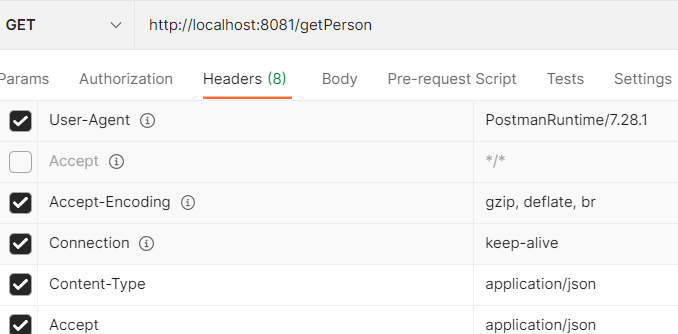 GET http://localhost:8081/getPerson
Params Authorization Headers (8) Body Pre-request Script Tests Settings
User-Agent PostmanRuntime/7.28.1
Accept */*
Accept-Encoding gzip, deflate, br
Connection keep-alive
Content-Type application/json
Accept application/json